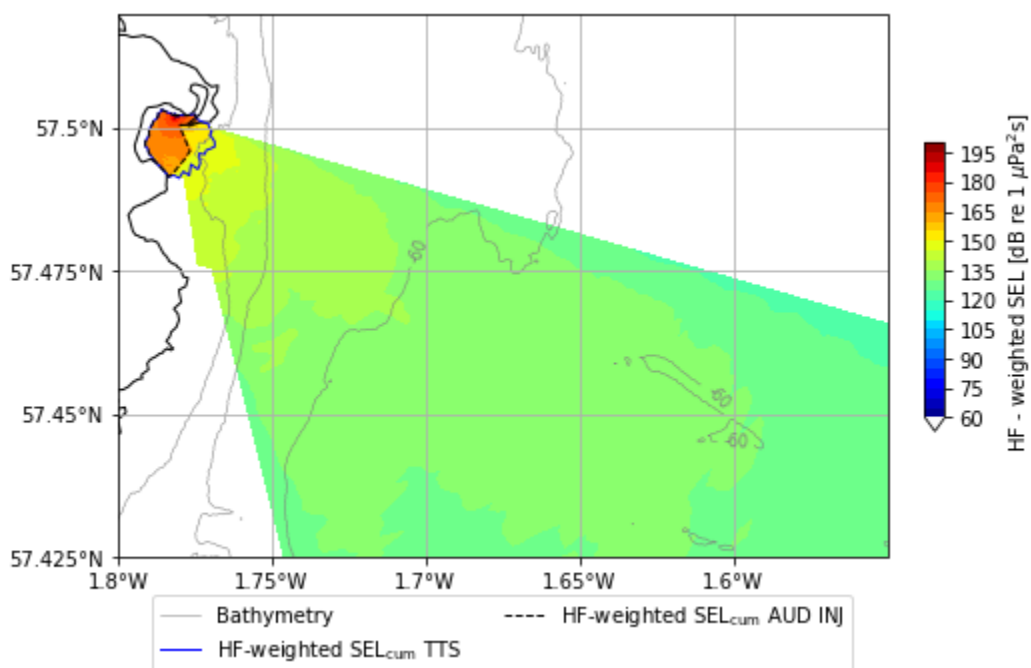 57.5°N
57.475°N
57.45°N
57.425°N
1.8°W 1.75°W 1.7°W 1.65°W 1.6°W
-60
-60
-60
195
180
165
150
135
120
105
90
75
60
HF - weighted SEL [dB re 1 μPa²s]
Bathymetry
HF-weighted SELcum TTS
HF-weighted SELcum AUD INJ